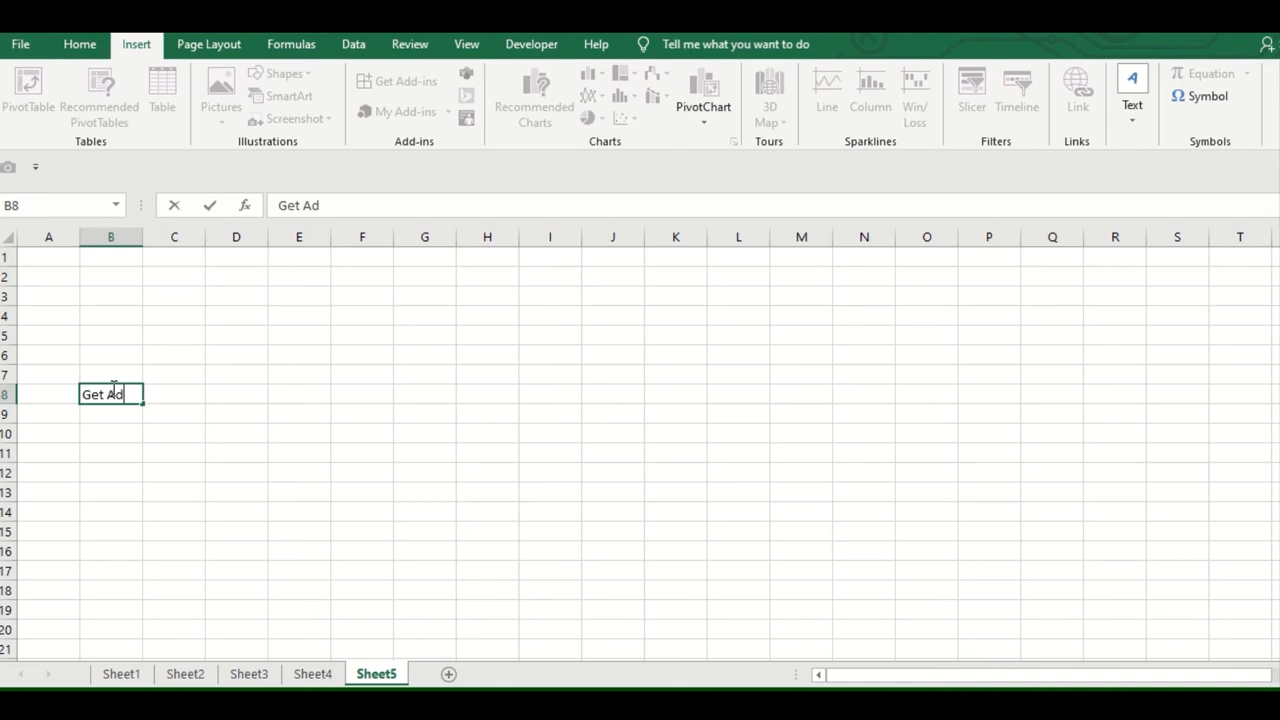 File Home Insert Page Layout Formulas Data Review View Developer Help Tell me what you want to do
PivotTable Recommended PivotTables Table Pictures Shapes SmartArt Screenshot Get Add-ins My Add-ins Recommended Charts PivotChart 3D Map Line Column Win/Loss Slicer Timeline Link Text Equation Symbol
Tables Illustrations Add-ins Charts Tours Sparklines Filters Links Symbols
B8 fx Get Ad
A B C D E F G H I J K L M N O P Q R S T
1
2
3
4
5
6
7
8 Get Ad
9
10
11
12
13
14
15
16
17
18
19
20
21
Sheet1 Sheet2 Sheet3 Sheet4 Sheet5